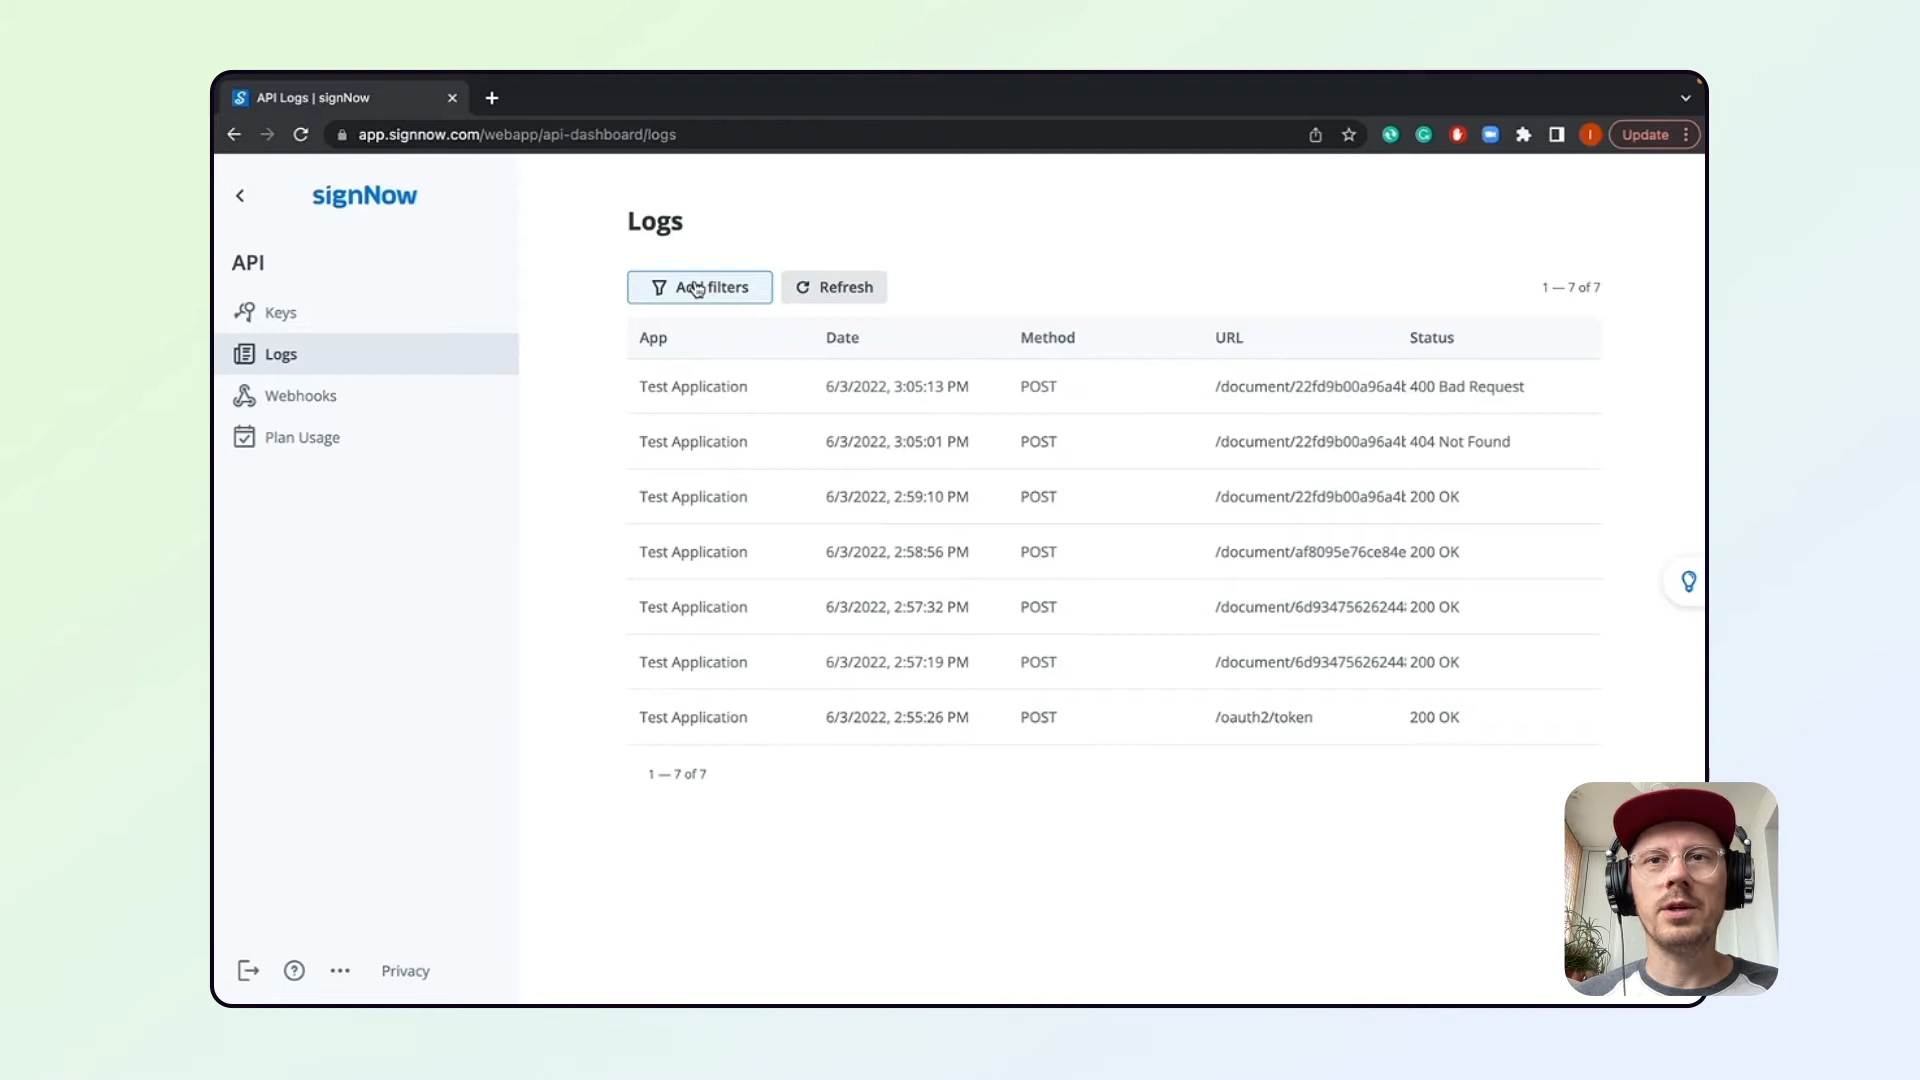 API Logs | signNow
app.signnow.com/webapp/api-dashboard/logs
Update
signNow
API
Keys
Logs
Webhooks
Plan Usage
Privacy
Logs
Add filters
Refresh
1 — 7 of 7
App Date Method URL Status
Test Application 6/3/2022, 3:05:13 PM POST /document/22fd9b00a96a4b 400 Bad Request
Test Application 6/3/2022, 3:05:01 PM POST /document/22fd9b00a96a4b 404 Not Found
Test Application 6/3/2022, 2:59:10 PM POST /document/22fd9b00a96a4b 200 OK
Test Application 6/3/2022, 2:58:56 PM POST /document/af8095e76ce84e 200 OK
Test Application 6/3/2022, 2:57:32 PM POST /document/6d93475626244 200 OK
Test Application 6/3/2022, 2:57:19 PM POST /document/6d93475626244 200 OK
Test Application 6/3/2022, 2:55:26 PM POST /oauth2/token 200 OK
1 — 7 of 7